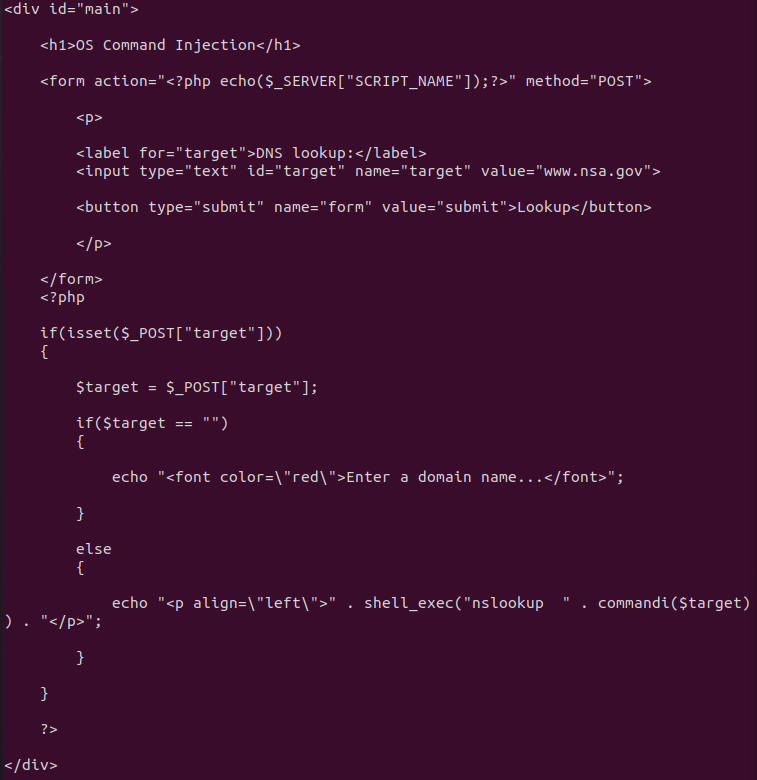 <div id="main">
<h1>OS Command Injection</h1>
<form action="<?php echo($_SERVER["SCRIPT_NAME"]);?>" method="POST">
<p>
<label for="target">DNS lookup:</label>
<input type="text" id="target" name="target" value="www.nsa.gov">
<button type="submit" name="form" value="submit">Lookup</button>
</p>
</form>
<?php
if(isset($_POST["target"]))
{
$target = $_POST["target"];
if($target == "")
{
echo "<font color=\"red\">Enter a domain name...</font>";
}
else
{
echo "<p align=\"left\">" . shell_exec("nslookup  " . commandi($target)
) . "</p>";
}
}
?>
</div>